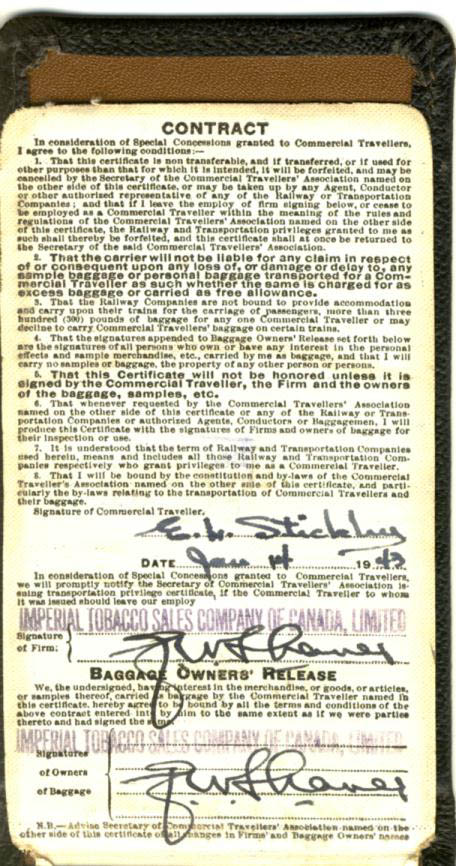 CONTRACT
In consideration of Special Concessions granted to Commercial Travellers,
I agree to the following conditions:—
1. That this certificate is non transferable, and if transferred, or if used for
other purposes than that for which it is intended, it will be forfeited, and may be
cancelled by the Secretary of the Commercial Travellers' Association named on
the other side of this certificate, or may be taken up by any Agent, Conductor
or other authorized representative of any of the Railway or Transportation
Companies; and that if I leave the employ of firm signing below, or cease to
be employed as a Commercial Traveller within the meaning of the rules and
regulations of the Commercial Travellers' Association named on the other side
of this certificate, the Railway and Transportation privileges granted to me as
such shall thereby be forfeited, and this certificate shall at once be returned to
the Secretary of the said Commercial Travellers' Association.
2. That the carrier will not be liable for any claim in respect
of or consequent upon any loss of, or damage or delay to, any
sample baggage or personal baggage transported for a Com-
mercial Traveller as such whether the same is charged for as
excess baggage or carried as free allowance.
3. That the Railway Companies are not bound to provide accommodation
and carry upon their trains for the carriage of passengers, more than three
hundred (300) pounds of baggage for any one Commercial Traveller or may
decline to carry Commercial Travellers' baggage on certain trains.
4. That the signatures appended to Baggage Owners' Release set forth below
are the signatures of all persons who own or have any interest in the personal
effects and sample merchandise, etc., carried by me as baggage, and that I will
carry no samples or baggage, the property of any other person or persons.
5. That this Certificate will not be honored unless it is
signed by the Commercial Traveller, the Firm and the owners
of the baggage, samples, etc.
6. That whenever requested by the Commercial Travellers' Association
named on the other side of this certificate or any of the Railway or Trans-
portation Companies or authorized Agents, Conductors or Baggagemen, I will
produce this Certificate with the signatures of Firms and owners of baggage for
their inspection or use.
7. It is understood that the term of Railway and Transportation Companies
used herein, means and includes all those Railway and Transportation Com-
panies respectively who grant privileges to me as a Commercial Traveller.
8. That I will be bound by the constitution and by-laws of the Commercial
Traveller's Association named on the other side of this certificate, and parti-
cularly the by-laws relating to the transportation of Commercial Travellers and
their baggage.
Signature of Commercial Traveller,
DATE 14 19 43
In consideration of Special Concessions granted to Commercial Travellers,
we will promptly notify the Secretary of Commercial Travellers' Association is-
suing transportation privilege certificate, if the Commercial Traveller to whom
it was issued should leave our employ
IMPERIAL TOBACCO SALES COMPANY OF CANADA, LIMITED
Signature
of Firm:
BAGGAGE OWNERS' RELEASE
We, the undersigned, having interest in the merchandise, or goods, or articles,
or samples thereof, carried as baggage by the Commercial Traveller named in
this certificate, hereby agree to be bound by all the terms and conditions of the
above contract entered into by him to the same extent as if we were parties
thereto and had signed the same.
IMPERIAL TOBACCO SALES COMPANY OF CANADA, LIMITED
Signatures
of Owners
of Baggage
N.B.—Advise Secretary of Commercial Travellers' Association named on the
other side of this certificate of all changes in Firms' and Baggage Owners' names